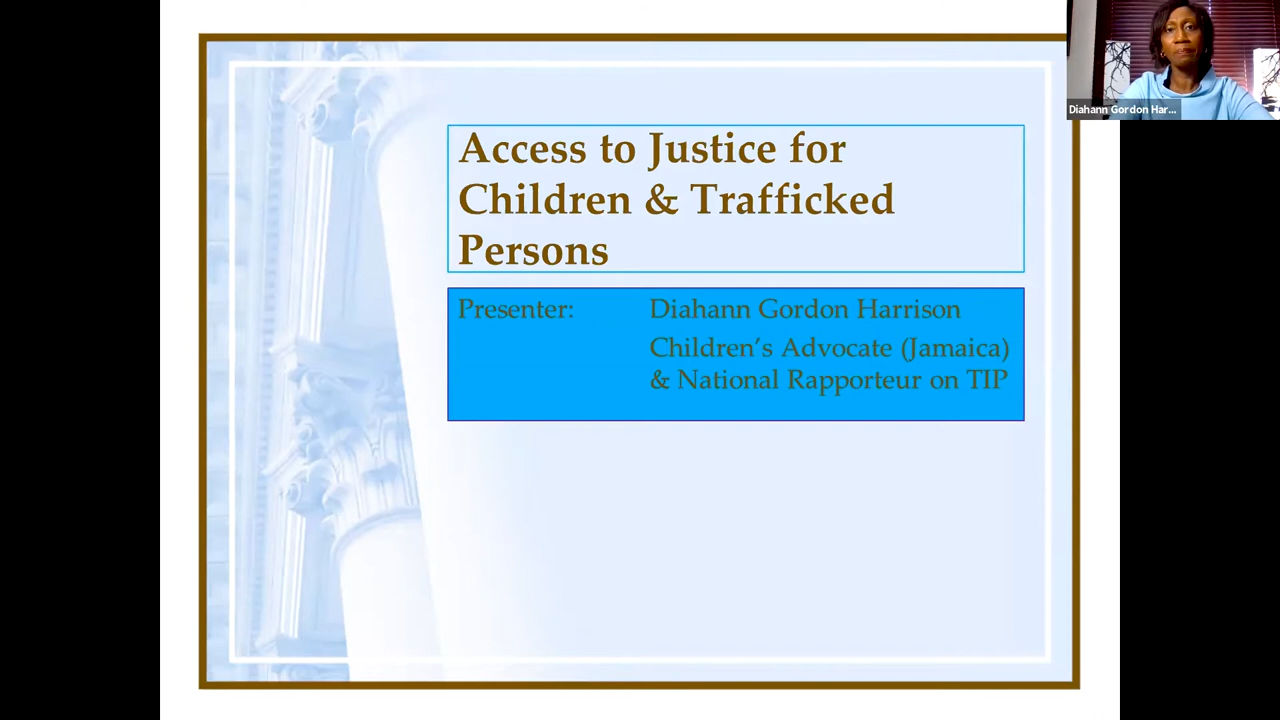 Access to Justice for
Children & Trafficked
Persons
Presenter: Diahann Gordon Harrison
Children’s Advocate (Jamaica)
& National Rapporteur on TIP
Diahann Gordon Har...